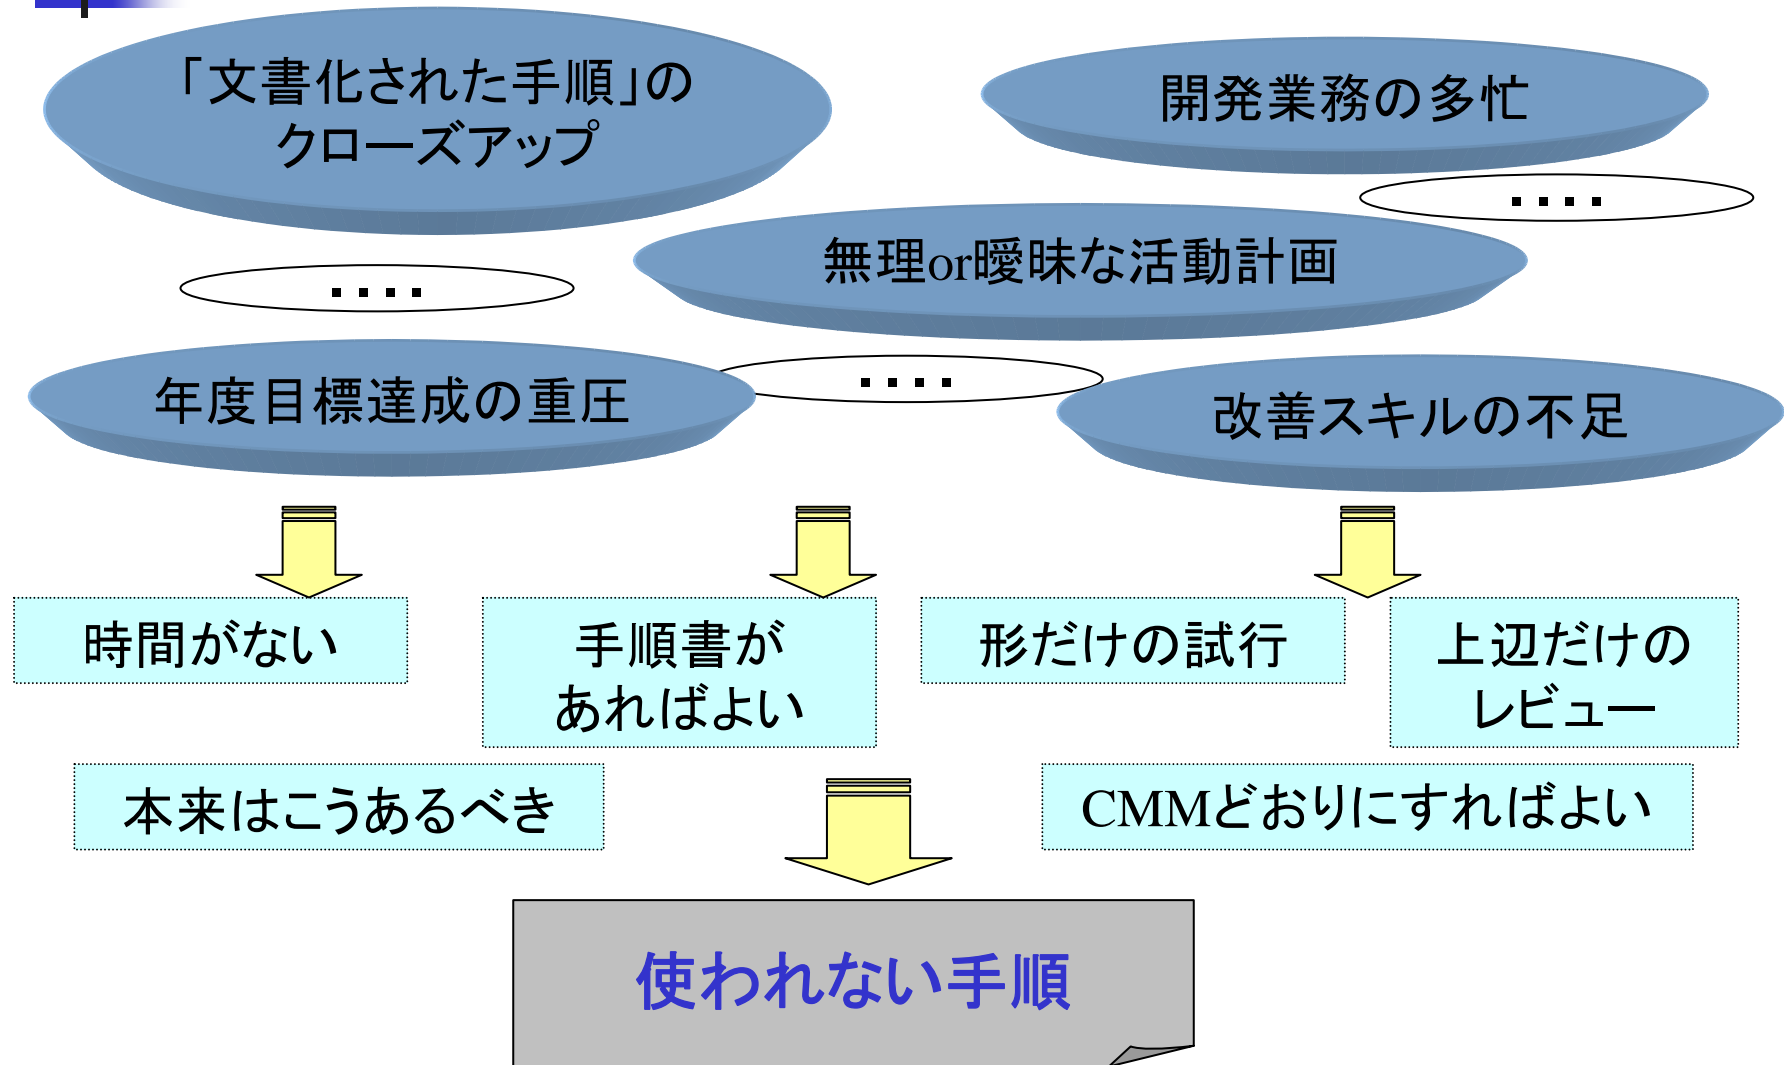 「文書化された手順」の
クローズアップ
開発業務の多忙
....
無理or曖昧な活動計画
....
年度目標達成の重圧
....
改善スキルの不足
時間がない
手順書が
あればよい
形だけの試行
上辺だけの
レビュー
本来はこうあるべき
CMMどおりにすればよい
使われない手順